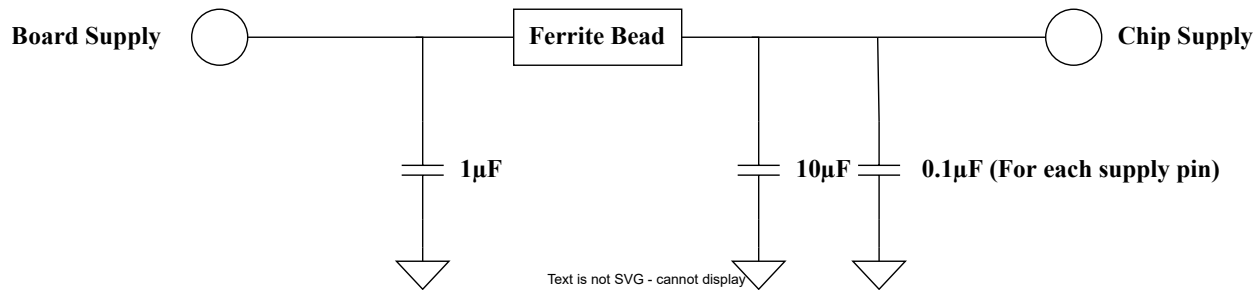 Board Supply
Ferrite Bead
Chip Supply
1µF
10µF
0.1µF (For each supply pin)
Text is not SVG - cannot display